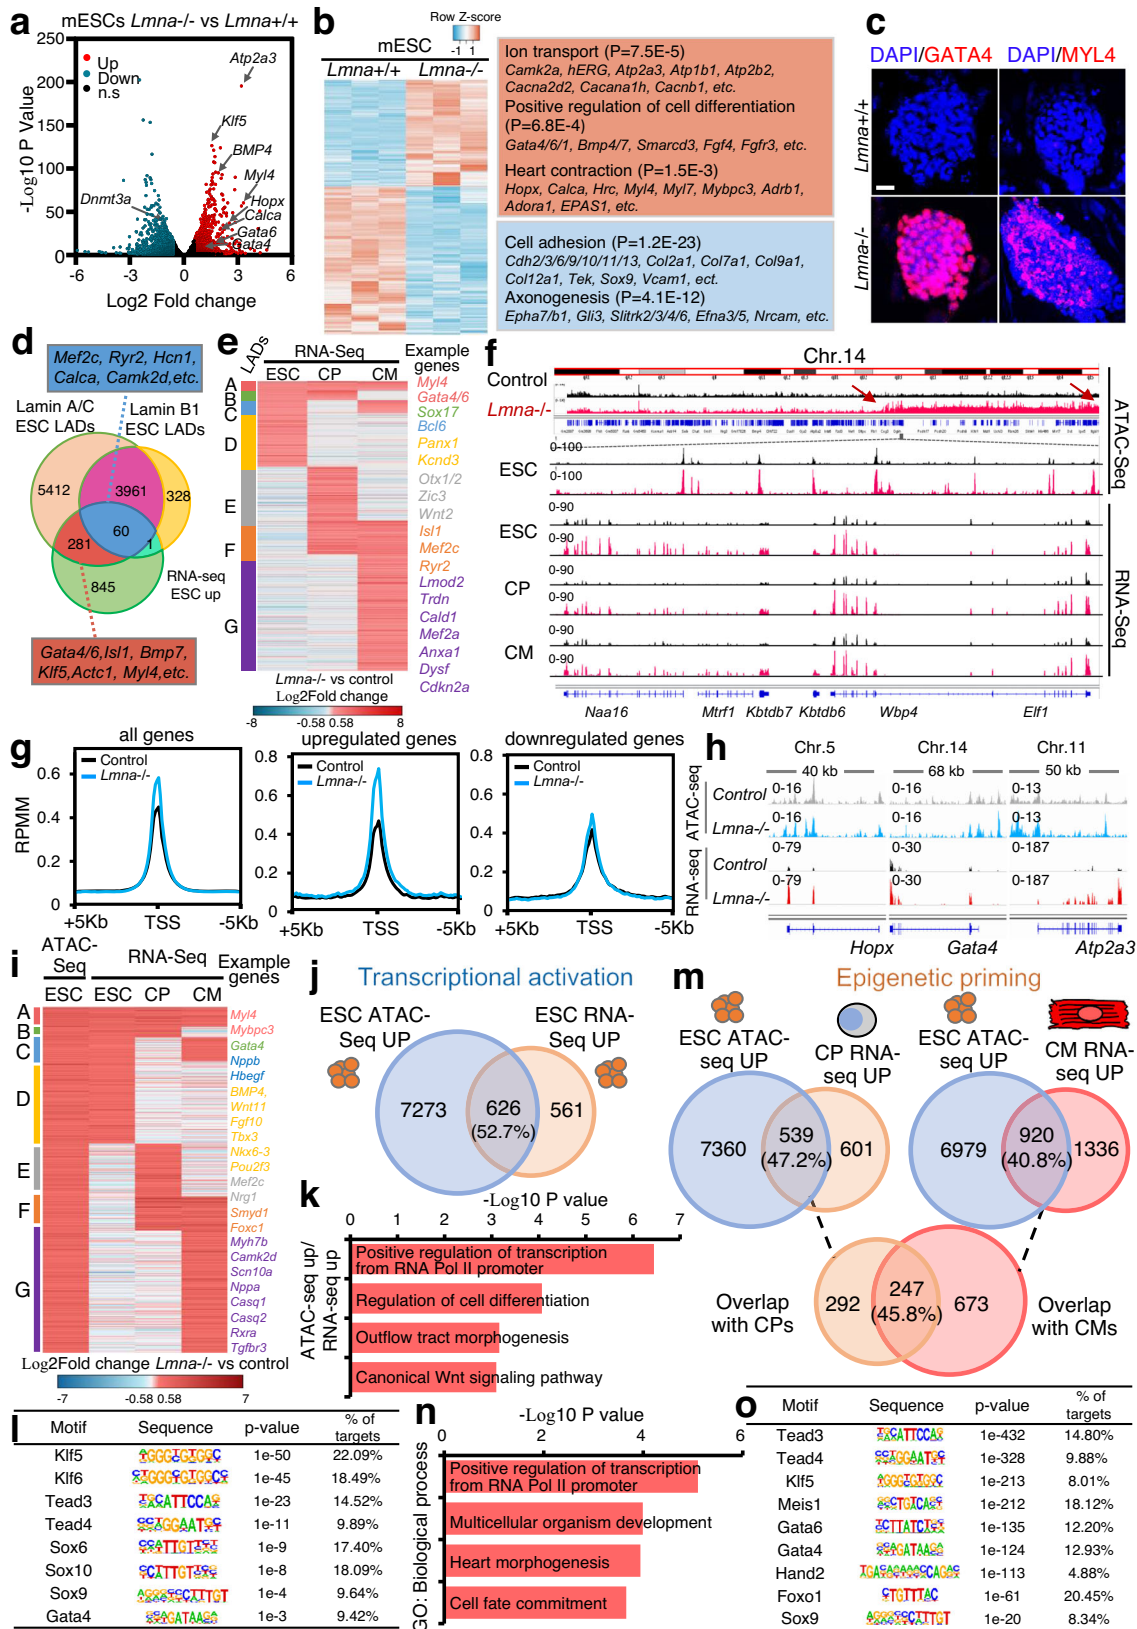 a
mESCs Lmna-/- vs Lmna+/+
250
200
150
100
50
0
-Log10 P Value
Up
Down
n.s
Atp2a3
Klf5
BMP4
Myl4
Dnmt3a
Hopx
Calca
Gata6
Gata4
-6 -3 0 3 6
Log2 Fold change
b
Row Z-score
-1 1
mESC
Lmna+/+ Lmna-/-
Ion transport (P=7.5E-5)
Camk2a, hERG, Atp2a3, Atp1b1, Atp2b2,
Cacna2d2, Cacana1h, Cacnb1, etc.
Positive regulation of cell differentiation
(P=6.8E-4)
Gata4/6/1, Bmp4/7, Smarcd3, Fgf4, Fgfr3, etc.
Heart contraction (P=1.5E-3)
Hopx, Calca, Hrc, Myl4, Myl7, Mybpc3, Adrb1,
Adora1, EPAS1, etc.
Cell adhesion (P=1.2E-23)
Cdh2/3/6/9/10/11/13, Col2a1, Col7a1, Col9a1,
Col12a1, Tek, Sox9, Vcam1, ect.
Axonogenesis (P=4.1E-12)
Epha7/b1, Gli3, Slitrk2/3/4/6, Efna3/5, Nrcam, etc.
c
DAPI/GATA4 DAPI/MYL4
Lmna+/+
Lmna-/-
d
Mef2c, Ryr2, Hcn1,
Calca, Camk2d,etc.
Lamin A/C
ESC LADs
Lamin B1
ESC LADs
5412
3961
328
60
281
1
845
RNA-seq
ESC up
Gata4/6,Isl1, Bmp7,
Klf5,Actc1, Myl4,etc.
e
LADs
RNA-Seq
ESC CP CM
Example
genes
A
B
C
D
E
F
G
Myl4
Gata4/6
Sox17
Bcl6
Panx1
Kcnd3
Otx1/2
Zic3
Wnt2
Isl1
Mef2c
Ryr2
Lmod2
Trdn
Cald1
Mef2a
Anxa1
Dysf
Cdkn2a
Lmna-/- vs control
Log2Fold change
-8 -0.58 0.58 8
f
Chr.14
Control
Lmna-/-
ESC
0-100
0-100
ATAC-Seq
ESC
0-90
0-90
CP
0-90
0-90
CM
0-90
0-90
RNA-Seq
Naa16 Mtrf1 Kbtdb7 Kbtdb6 Wbp4 Elf1
g
all genes
Control
Lmna-/-
RPMM
0.6
0.4
0.2
0
+5Kb TSS -5Kb
upregulated genes
Control
Lmna-/-
0.8
0.6
0.4
0.2
0
+5Kb TSS -5Kb
downregulated genes
Control
Lmna-/-
0.8
0.6
0.4
0.2
0
+5Kb TSS -5Kb
h
Chr.5 Chr.14 Chr.11
40 kb 68 kb 50 kb
ATAC-seq
Control 0-16 0-16 0-13
Lmna-/- 0-16 0-16 0-13
RNA-seq
Control 0-79 0-30 0-187
Lmna-/- 0-79 0-30 0-187
Hopx Gata4 Atp2a3
i
ATAC-
Seq
RNA-Seq
Example
genes
ESC ESC CP CM
A
B
C
D
E
F
G
Myl4
Mybpc3
Gata4
Nppb
Hbegf
BMP4,
Wnt11
Fgf10
Tbx3
Nkx6-3
Pou2f3
Mef2c
Nrg1
Smyd1
Foxc1
Myh7b
Camk2d
Scn10a
Nppa
Casq1
Casq2
Rxra
Tgfbr3
Log2Fold change Lmna-/- vs control
-7 -0.58 0.58 7
j
Transcriptional activation
ESC ATAC-
Seq UP
ESC RNA-
Seq UP
7273
626
(52.7%)
561
k
-Log10 P value
0 1 2 3 4 5 6 7
ATAC-seq up/
RNA-seq up
Positive regulation of transcription
from RNA Pol II promoter
Regulation of cell differentiation
Outflow tract morphogenesis
Canonical Wnt signaling pathway
l
Motif Sequence p-value % of
targets
Klf5 1e-50 22.09%
Klf6 1e-45 18.49%
Tead3 1e-23 14.52%
Tead4 1e-11 9.89%
Sox6 1e-9 17.40%
Sox10 1e-8 18.09%
Sox9 1e-4 9.64%
Gata4 1e-3 9.42%
m
Epigenetic priming
ESC ATAC-
seq UP
CP RNA-
seq UP
7360
539
(47.2%)
601
ESC ATAC-
seq UP
CM RNA-
seq UP
6979
920
(40.8%)
1336
Overlap
with CPs
292
247
(45.8%)
673
Overlap
with CMs
n
-Log10 P value
0 2 4 6
GO: Biological process
Positive regulation of transcription
from RNA Pol II promoter
Multicellular organism development
Heart morphogenesis
Cell fate commitment
o
Motif Sequence p-value % of
targets
Tead3 1e-432 14.80%
Tead4 1e-328 9.88%
Klf5 1e-213 8.01%
Meis1 1e-212 18.12%
Gata6 1e-135 12.20%
Gata4 1e-124 12.93%
Hand2 1e-113 4.88%
Foxo1 1e-61 20.45%
Sox9 1e-20 8.34%